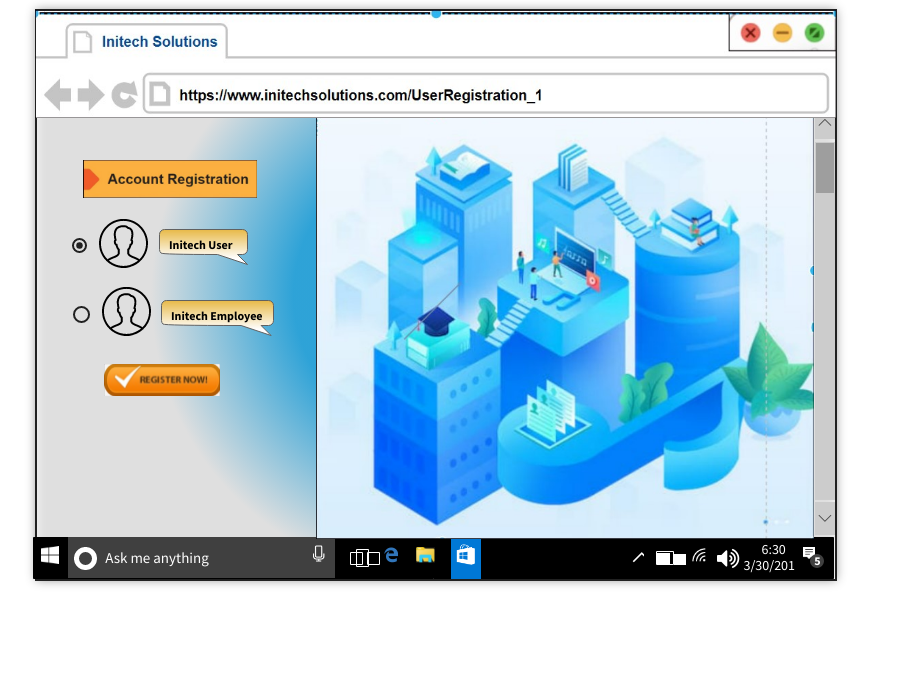 Initech Solutions
https://www.initechsolutions.com/UserRegistration_1
Account Registration
Initech User
Initech Employee
REGISTER NOW!
Ask me anything
6:30
3/30/201
5